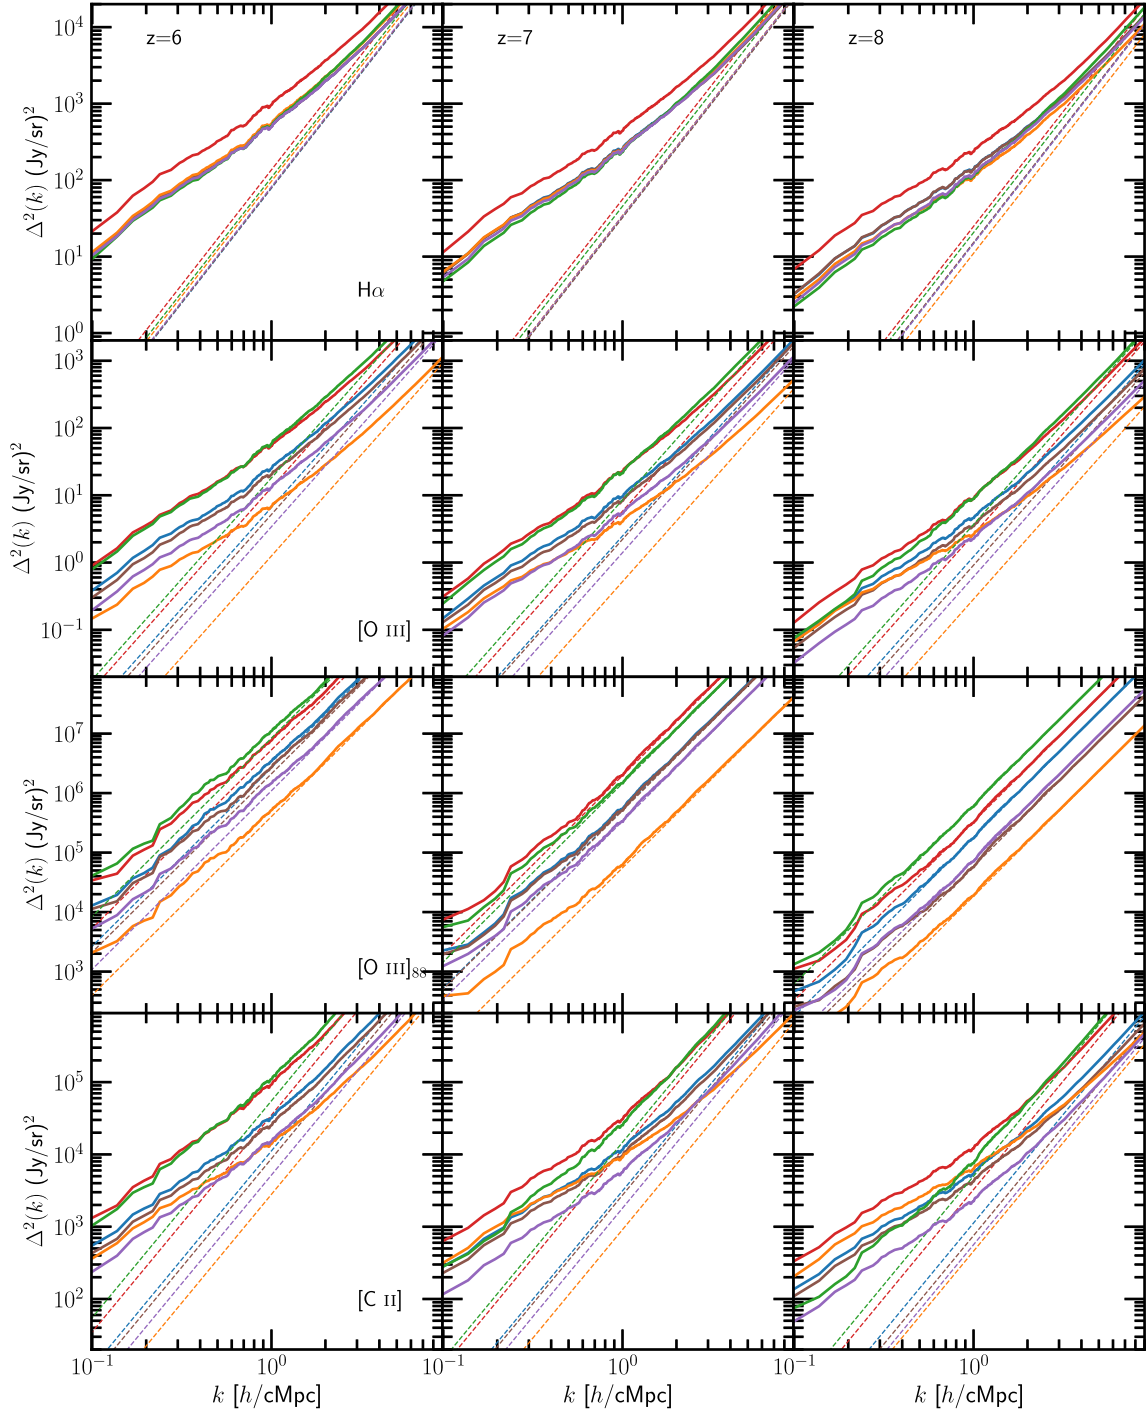 10⁴
10³
10²
10¹
10⁰
Δ²(k) (Jy/sr)²
z=6
z=7
z=8
Hα
10³
10²
10¹
10⁰
10⁻¹
Δ²(k) (Jy/sr)²
[O III]
10⁷
10⁶
10⁵
10⁴
10³
Δ²(k) (Jy/sr)²
[O III]₈₈
10⁵
10⁴
10³
10²
Δ²(k) (Jy/sr)²
[C II]
10⁻¹ 10⁰ 10⁻¹ 10⁰ 10⁻¹ 10⁰
k [h/cMpc] k [h/cMpc] k [h/cMpc]